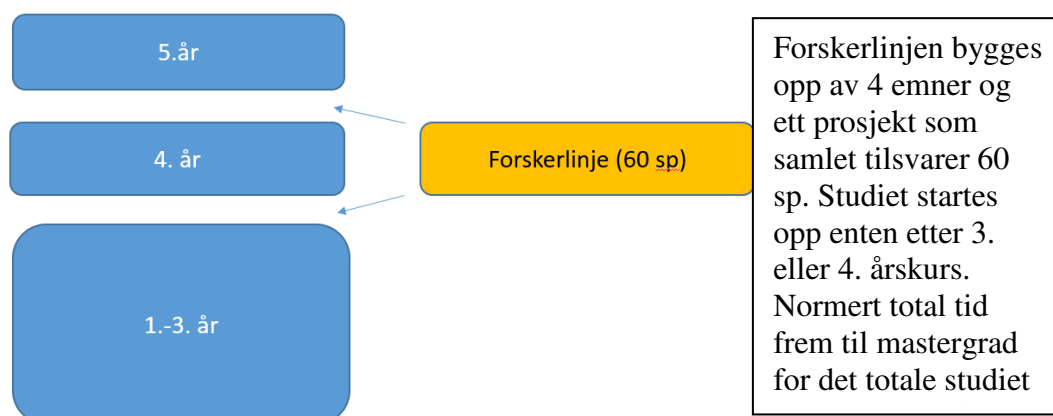 5.år
4. år
1.-3. år
Forskerlinje (60 sp)
Forskerlinjen bygges
opp av 4 emner og
ett prosjekt som
samlet tilsvarer 60
sp. Studiet startes
opp enten etter 3.
eller 4. årskurs.
Normert total tid
frem til mastergrad
for det totale studiet